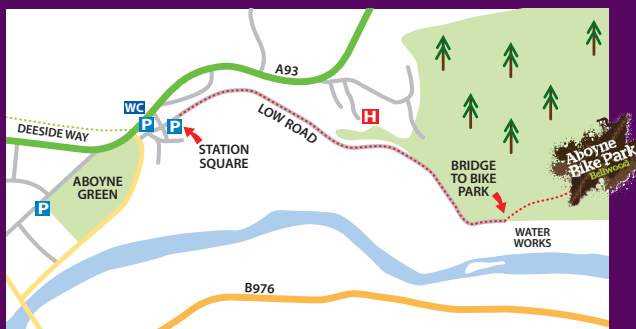 A93
WC
P
P
LOW ROAD
DEESIDE WAY
H
STATION
SQUARE
Aboyne
Bike Park
Bellwood
BRIDGE
TO BIKE
PARK
ABOYNE
GREEN
P
WATER
WORKS
B976